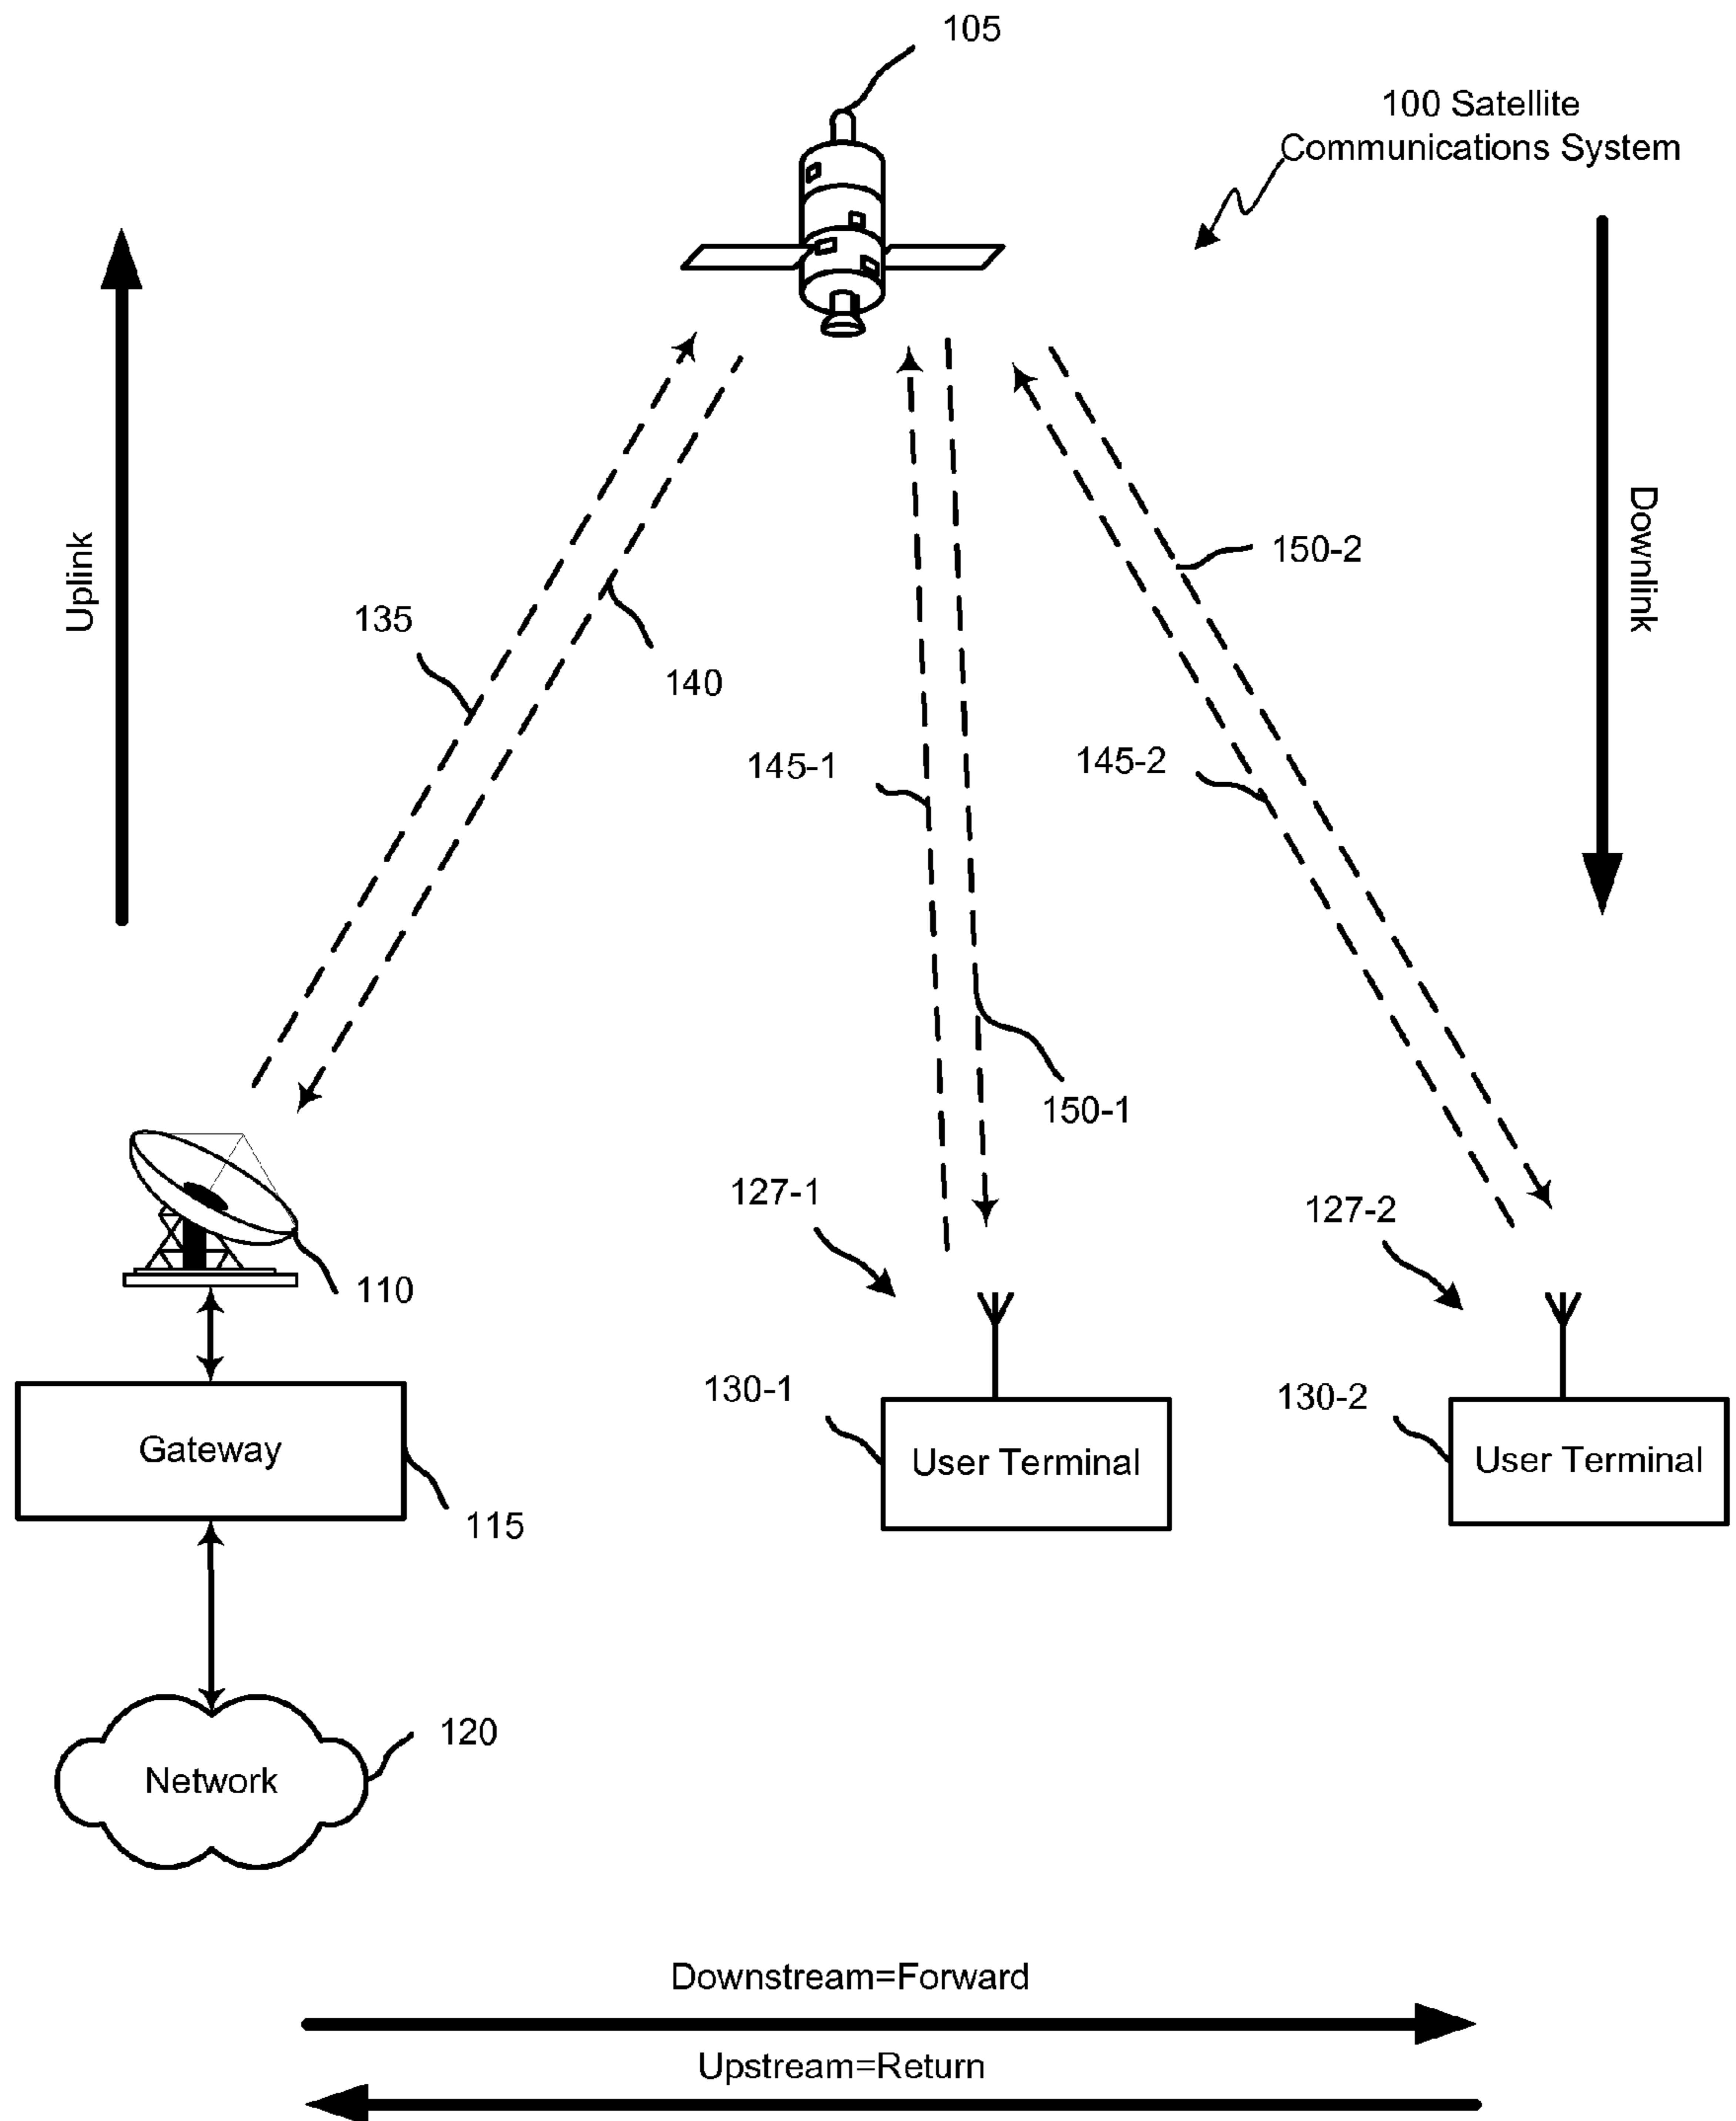 105
100 Satellite
Communications System
Uplink
Downlink
150-2
135
140
145-1
145-2
150-1
127-1
127-2
110
130-1
130-2
Gateway
User Terminal
User Terminal
115
120
Network
Downstream=Forward
Upstream=Return